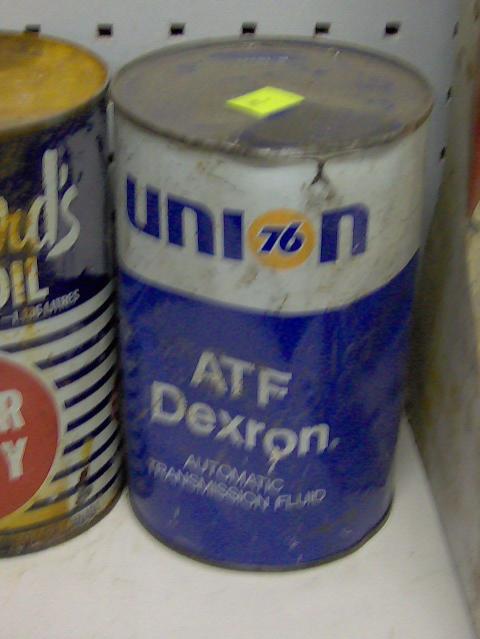 union
76
ATF
Dexron
AUTOMATIC
TRANSMISSION FLUID
OIL
R
Y